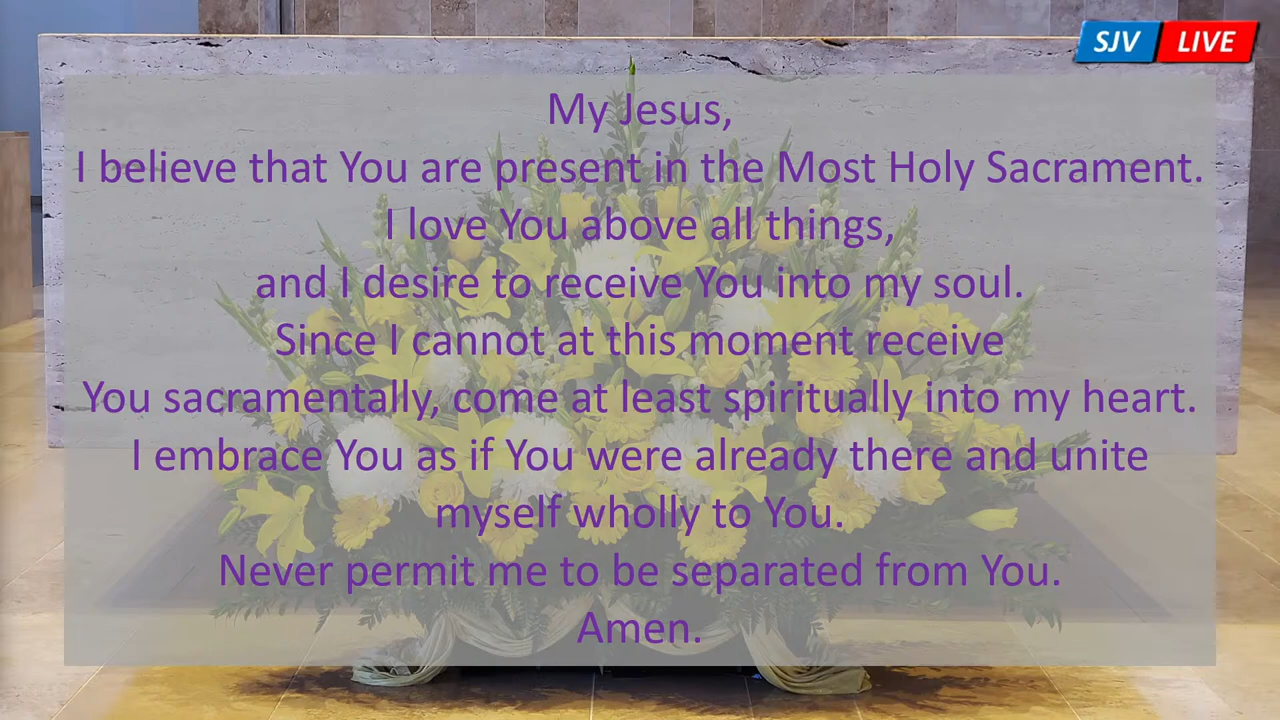 SJV LIVE
My Jesus,
I believe that You are present in the Most Holy Sacrament.
I love You above all things,
and I desire to receive You into my soul.
Since I cannot at this moment receive
You sacramentally, come at least spiritually into my heart.
I embrace You as if You were already there and unite
myself wholly to You.
Never permit me to be separated from You.
Amen.